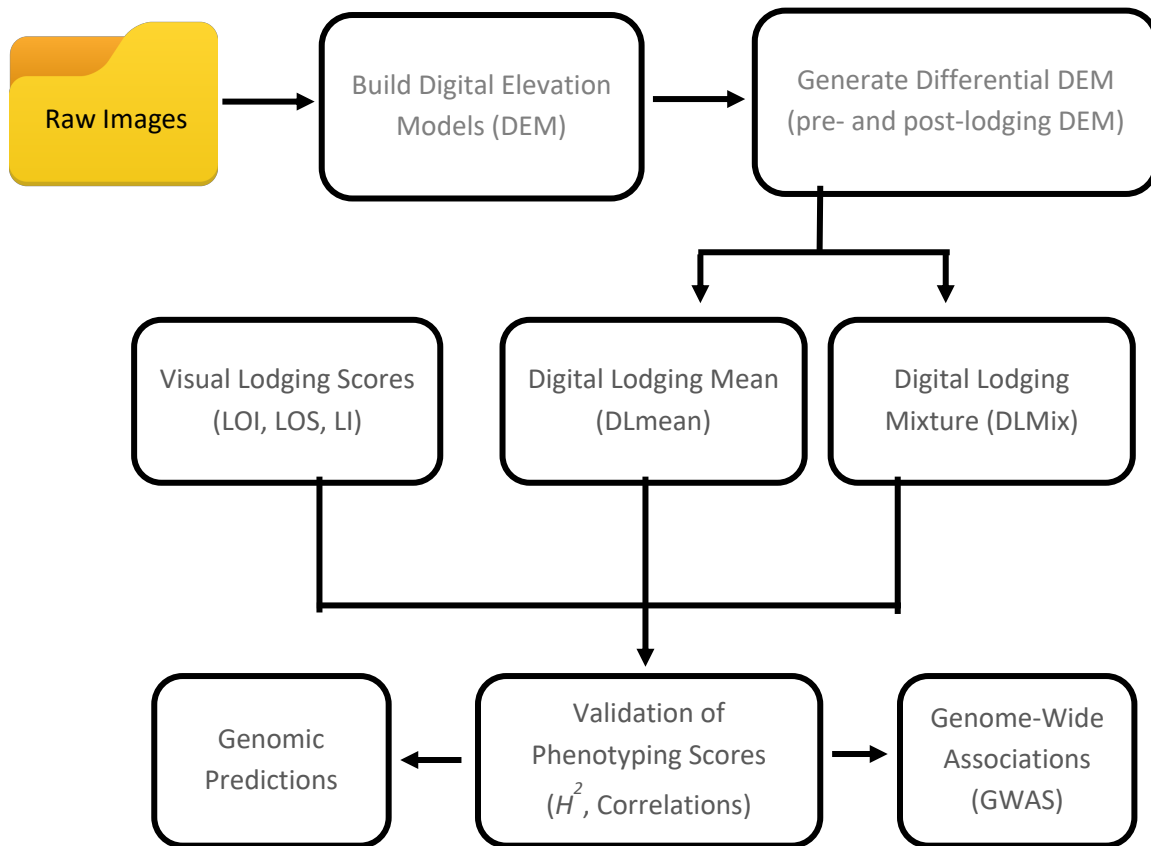 Raw Images
Build Digital Elevation
Models (DEM)
Generate Differential DEM
(pre- and post-lodging DEM)
Visual Lodging Scores
(LOI, LOS, LI)
Digital Lodging Mean
(DLmean)
Digital Lodging
Mixture (DLMix)
Genomic
Predictions
Validation of
Phenotyping Scores
(H², Correlations)
Genome-Wide
Associations
(GWAS)